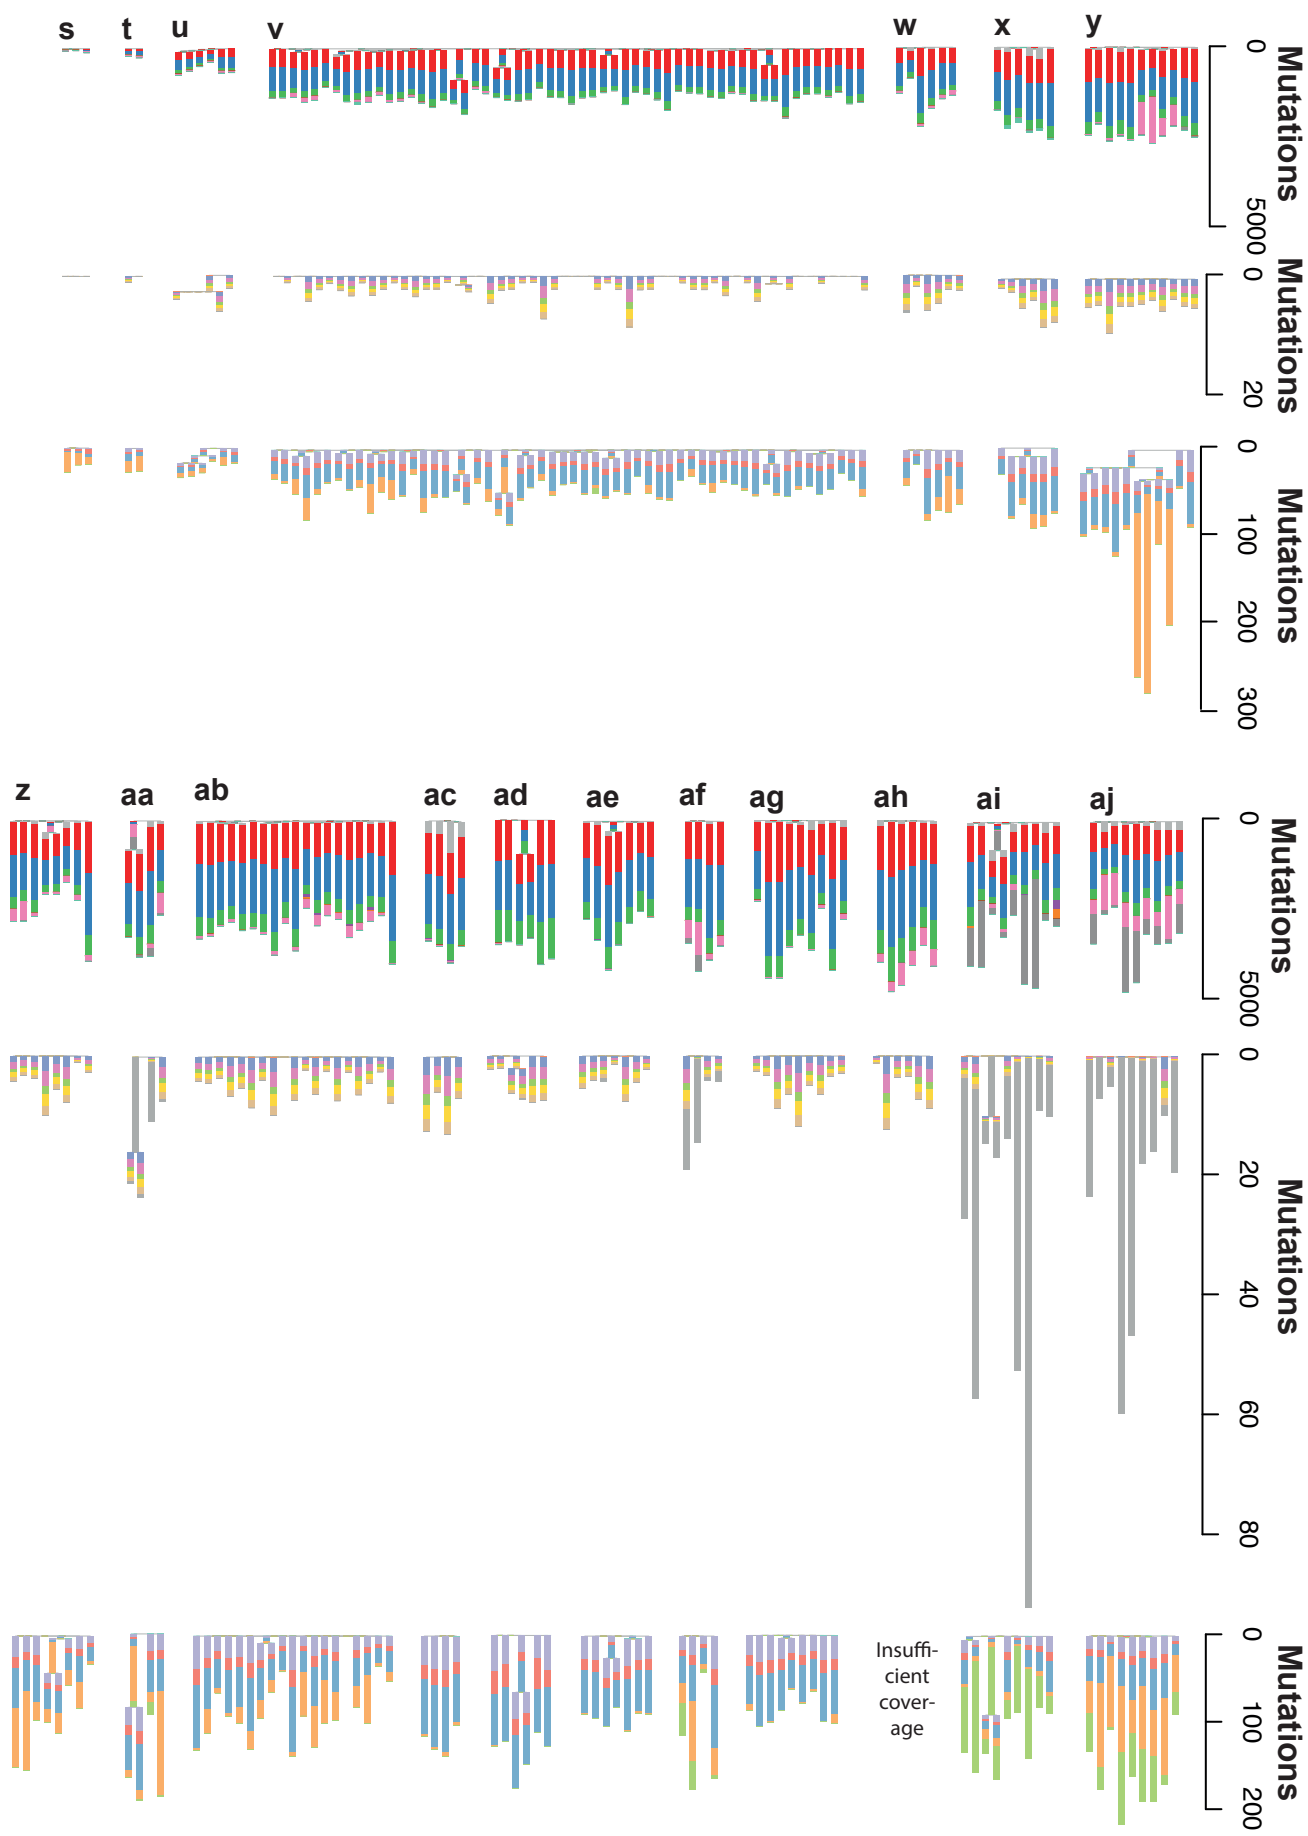 s t u v w x y
0 5000 Mutations
0 20 Mutations
0 100 200 300 Mutations
z aa ab ac ad ae af ag ah ai aj
0 5000 Mutations
0 20 40 60 80 Mutations
Insuffi-
cient
cover-
age
0 100 200 Mutations